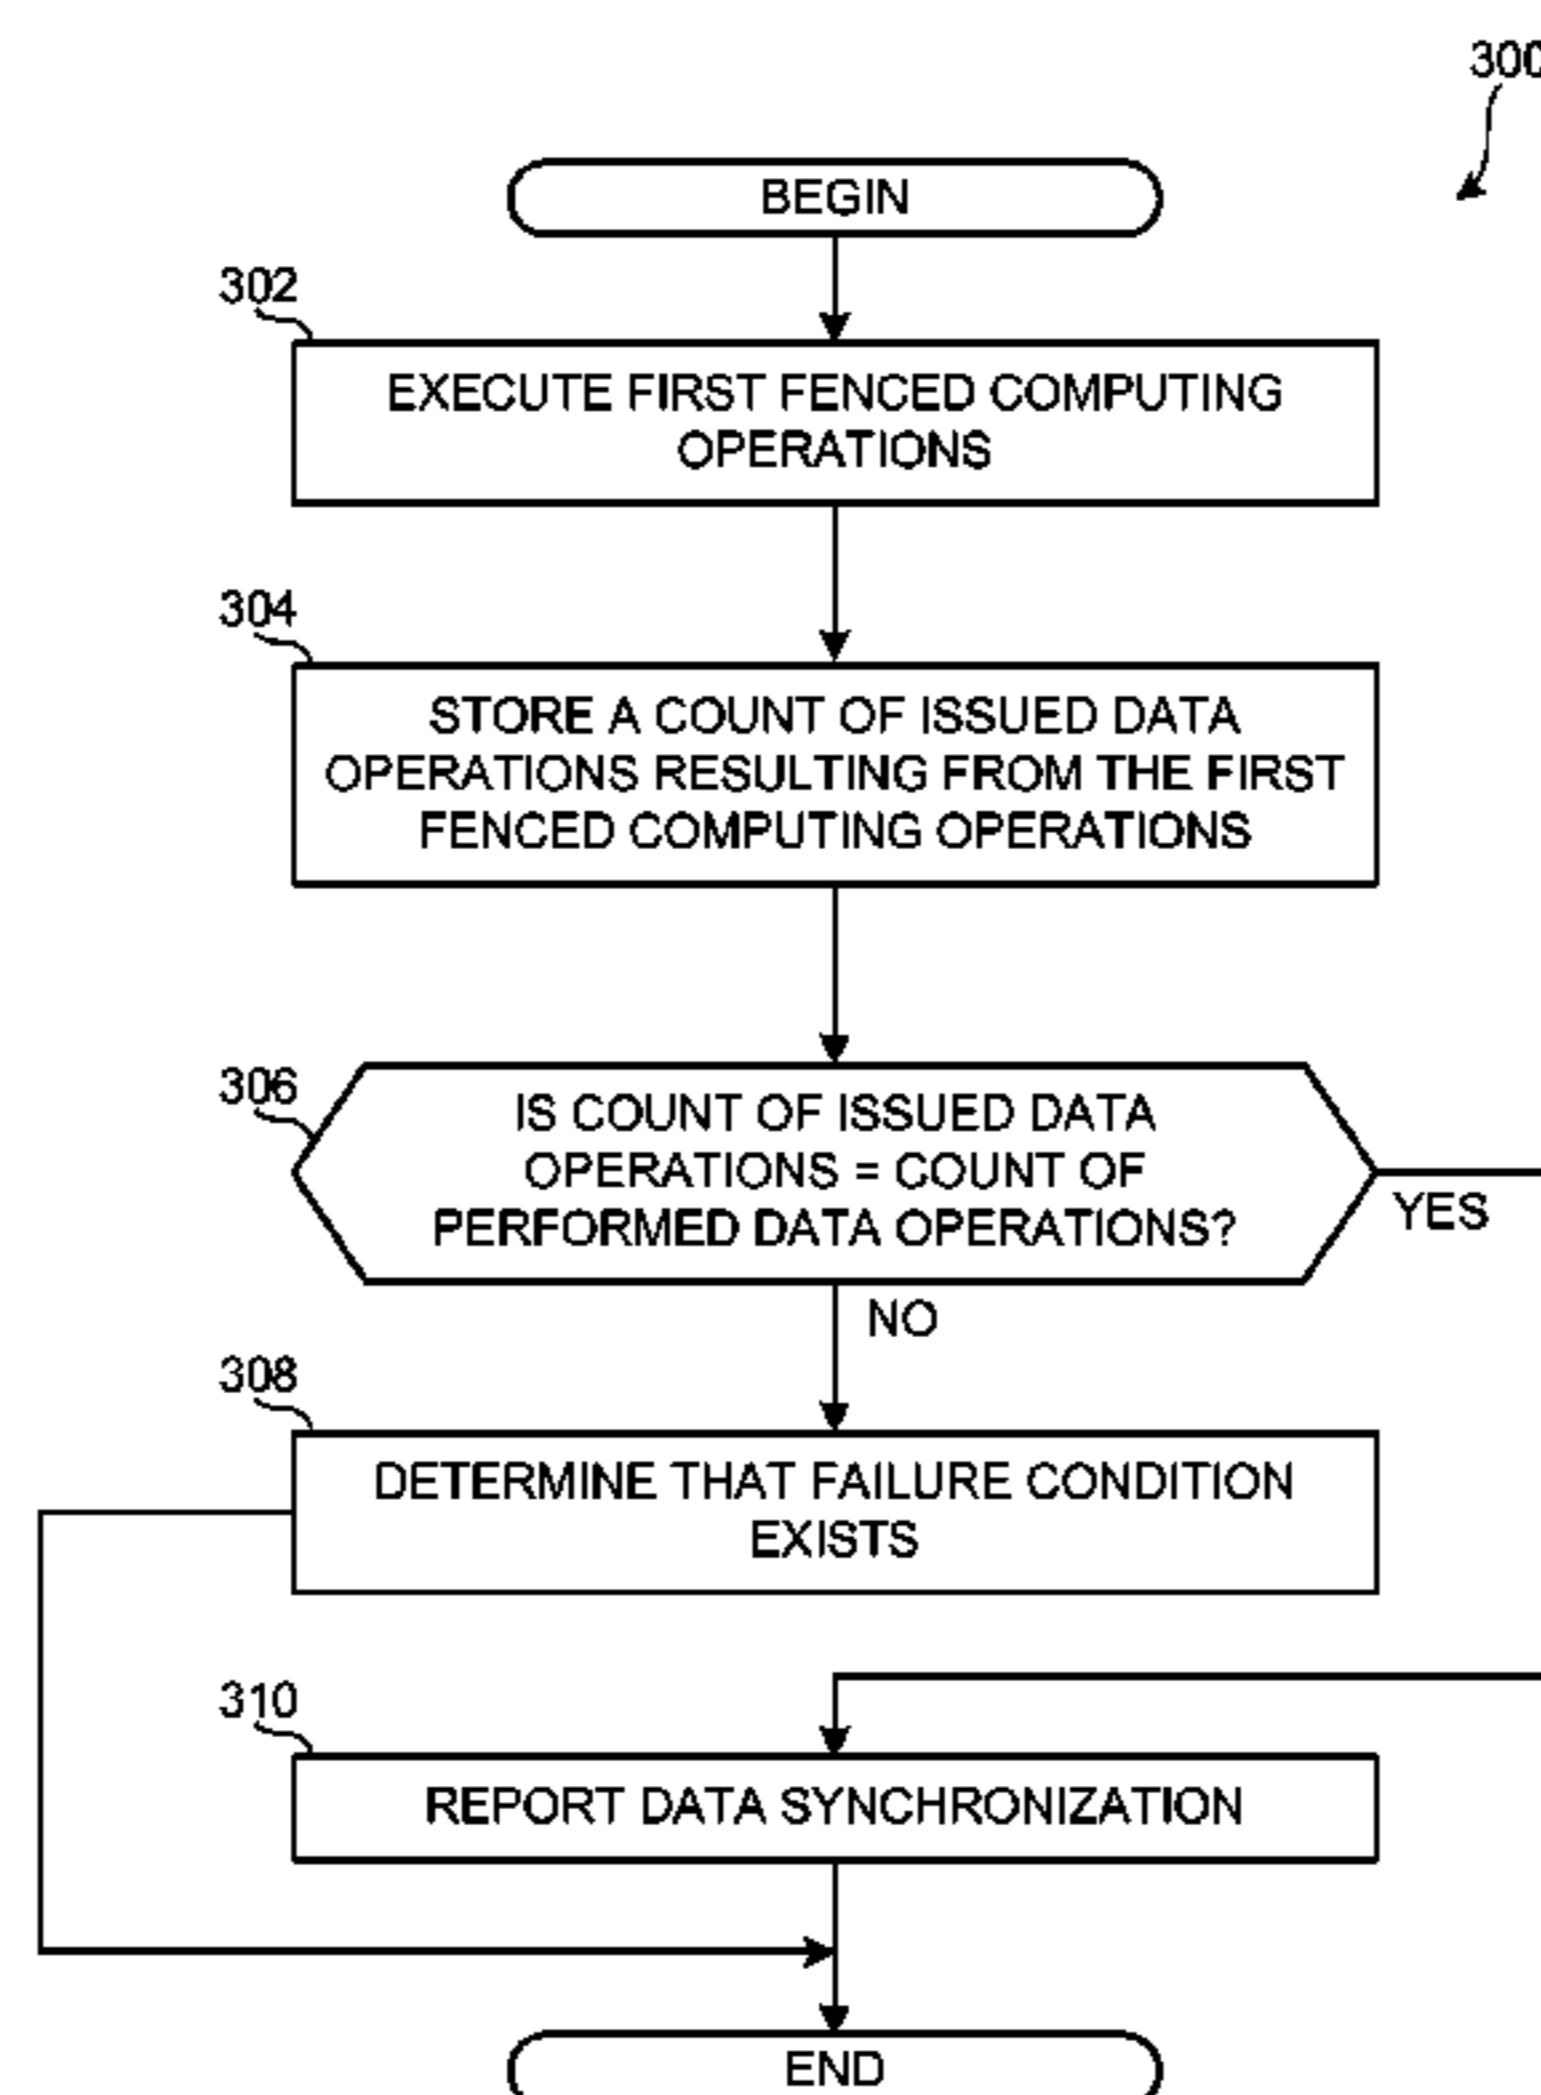 300
BEGIN
302
EXECUTE FIRST FENCED COMPUTING
OPERATIONS
304
STORE A COUNT OF ISSUED DATA
OPERATIONS RESULTING FROM THE FIRST
FENCED COMPUTING OPERATIONS
306
IS COUNT OF ISSUED DATA
OPERATIONS = COUNT OF
PERFORMED DATA OPERATIONS?
YES
NO
308
DETERMINE THAT FAILURE CONDITION
EXISTS
310
REPORT DATA SYNCHRONIZATION
END